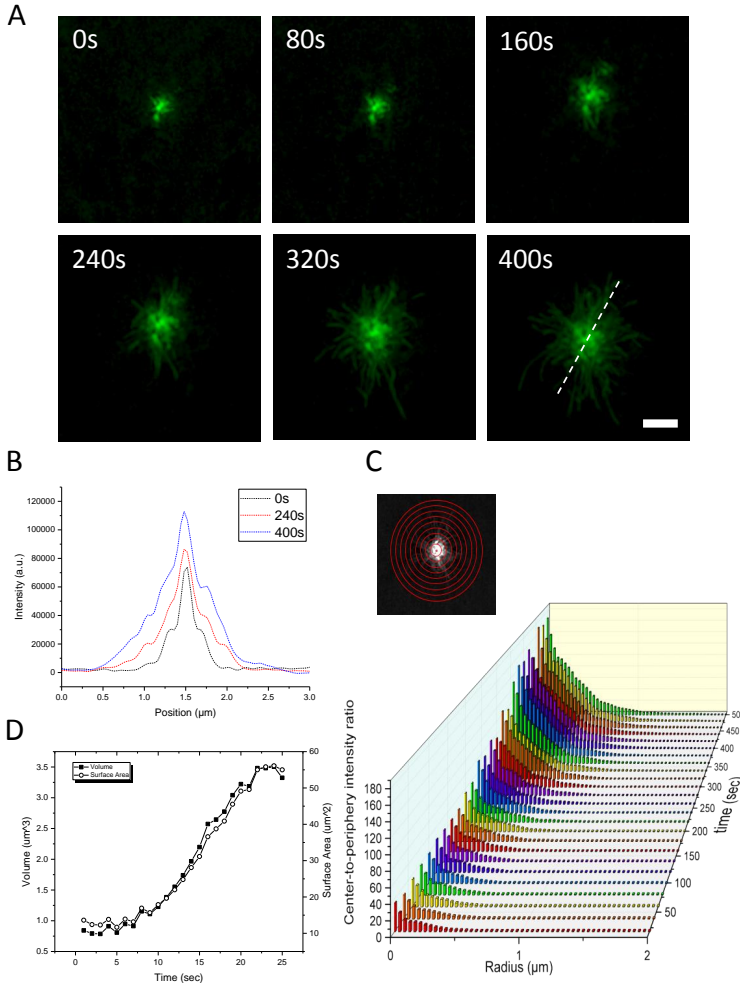 A
0s
80s
160s
240s
320s
400s
B
120000
100000
80000
60000
40000
20000
0
Intensity (a.u.)
0s
240s
400s
0.0 0.5 1.0 1.5 2.0 2.5 3.0
Position (µm)
C
Center-to-periphery intensity ratio
180
160
140
120
100
80
60
40
20
0
0 1 2
Radius (µm)
50
450
400
350
300
250
200
150
100
50
time (sec)
D
Volume
Surface Area
3.5
3.0
2.5
2.0
1.5
1.0
0.5
Volume (um^3)
60
50
40
30
20
10
Surface Area (um^2)
0 5 10 15 20 25
Time (sec)